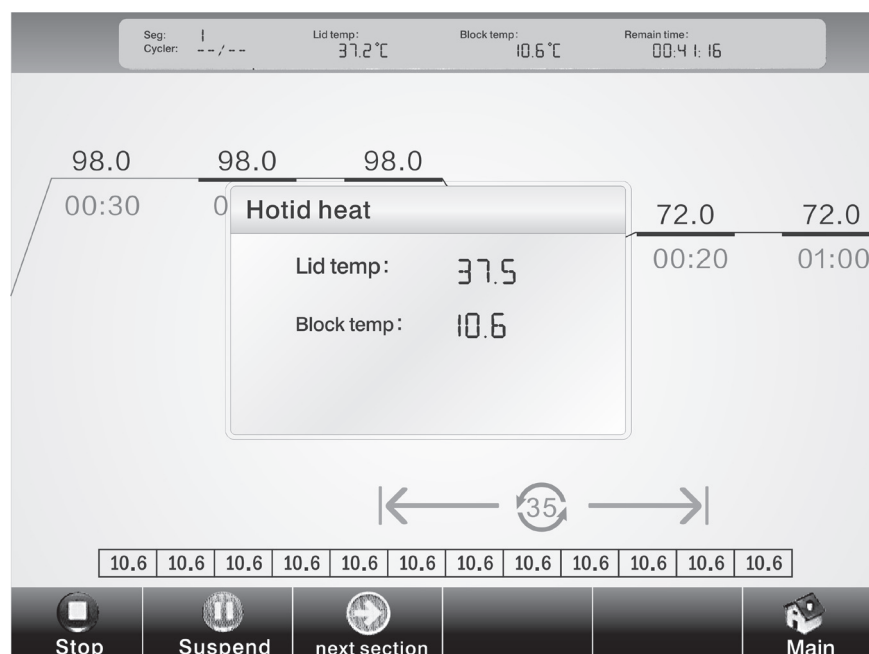 Seg: 1 Lid temp: Block temp: Remain time:
Cycler: --/-- 37.2°C 10.6°C 00:41:16
98.0 98.0 98.0
00:30 0
Hotid heat
72.0 72.0
00:20 01:00
Lid temp: 37.5
Block temp: 10.6
35
10.6 10.6 10.6 10.6 10.6 10.6 10.6 10.6 10.6 10.6 10.6 10.6
Stop Suspend next section Main